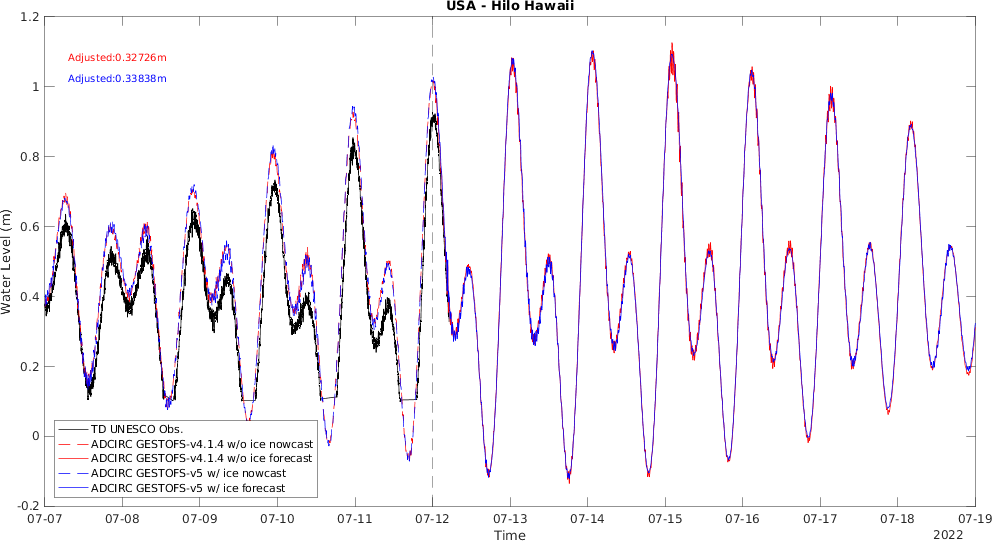 USA - Hilo Hawaii
1.2
Adjusted:0.32726m
Adjusted:0.33838m
1
0.8
0.6
0.4
0.2
0
-0.2
Water Level (m)
TD UNESCO Obs.
ADCIRC GESTOFS-v4.1.4 w/o ice nowcast
ADCIRC GESTOFS-v4.1.4 w/o ice forecast
ADCIRC GESTOFS-v5 w/ ice nowcast
ADCIRC GESTOFS-v5 w/ ice forecast
07-07 07-08 07-09 07-10 07-11 07-12 07-13 07-14 07-15 07-16 07-17 07-18 07-19
Time
2022